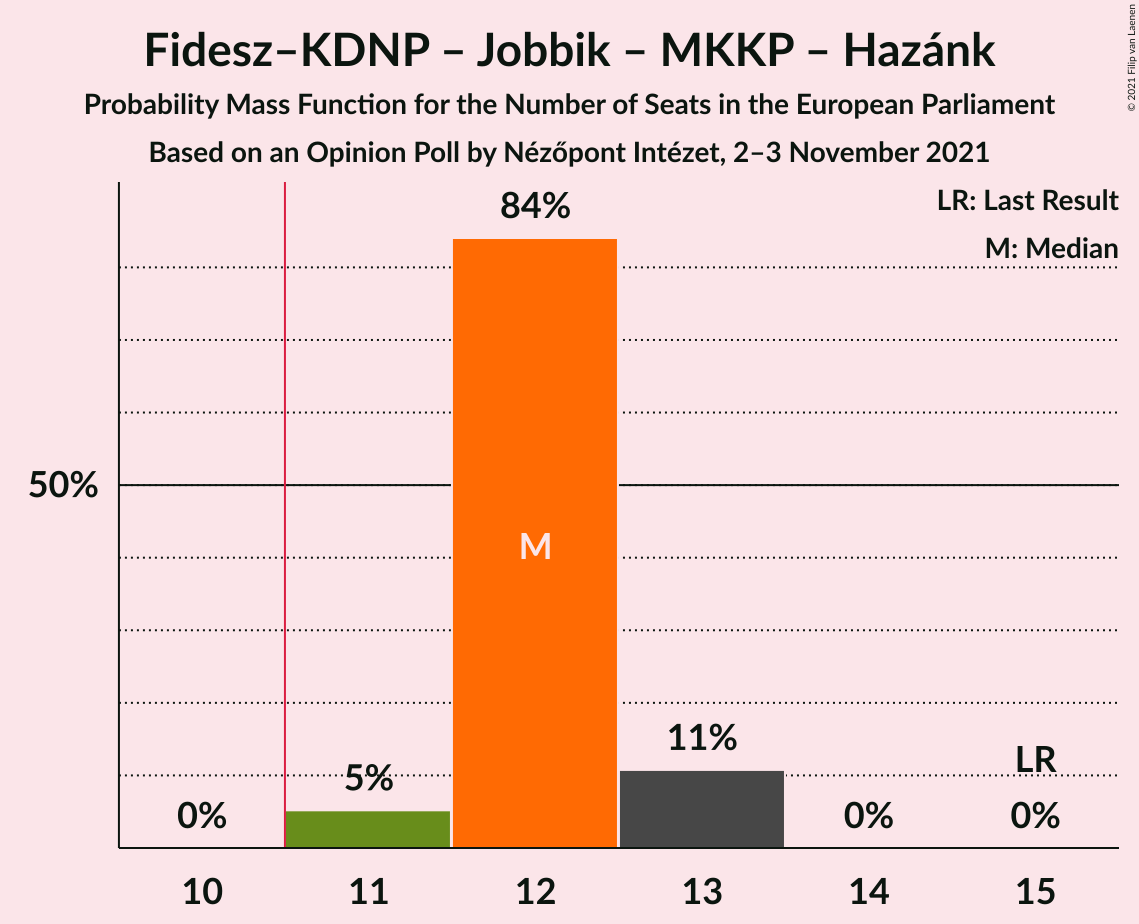 Fidesz–KDNP – Jobbik – MKKP – Hazánk
Probability Mass Function for the Number of Seats in the European Parliament
Based on an Opinion Poll by Nézőpont Intézet, 2–3 November 2021
© 2021 Filip van Laenen
LR: Last Result
M: Median
84%
50%
M
11%
LR
5%
0%
0%
0%
10
11
12
13
14
15